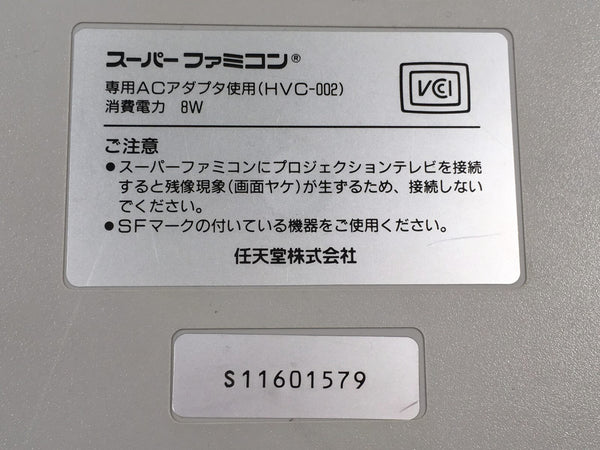 スーパーファミコン®
専用ACアダプタ使用(HVC-002)
消費電力 8W
VCCI
ご注意
●スーパーファミコンにプロジェクションテレビを接続
すると残像現象(画面ヤケ)が生ずるため、接続しない
でください。
●SFマークの付いている機器をご使用ください。
任天堂株式会社
S11601579